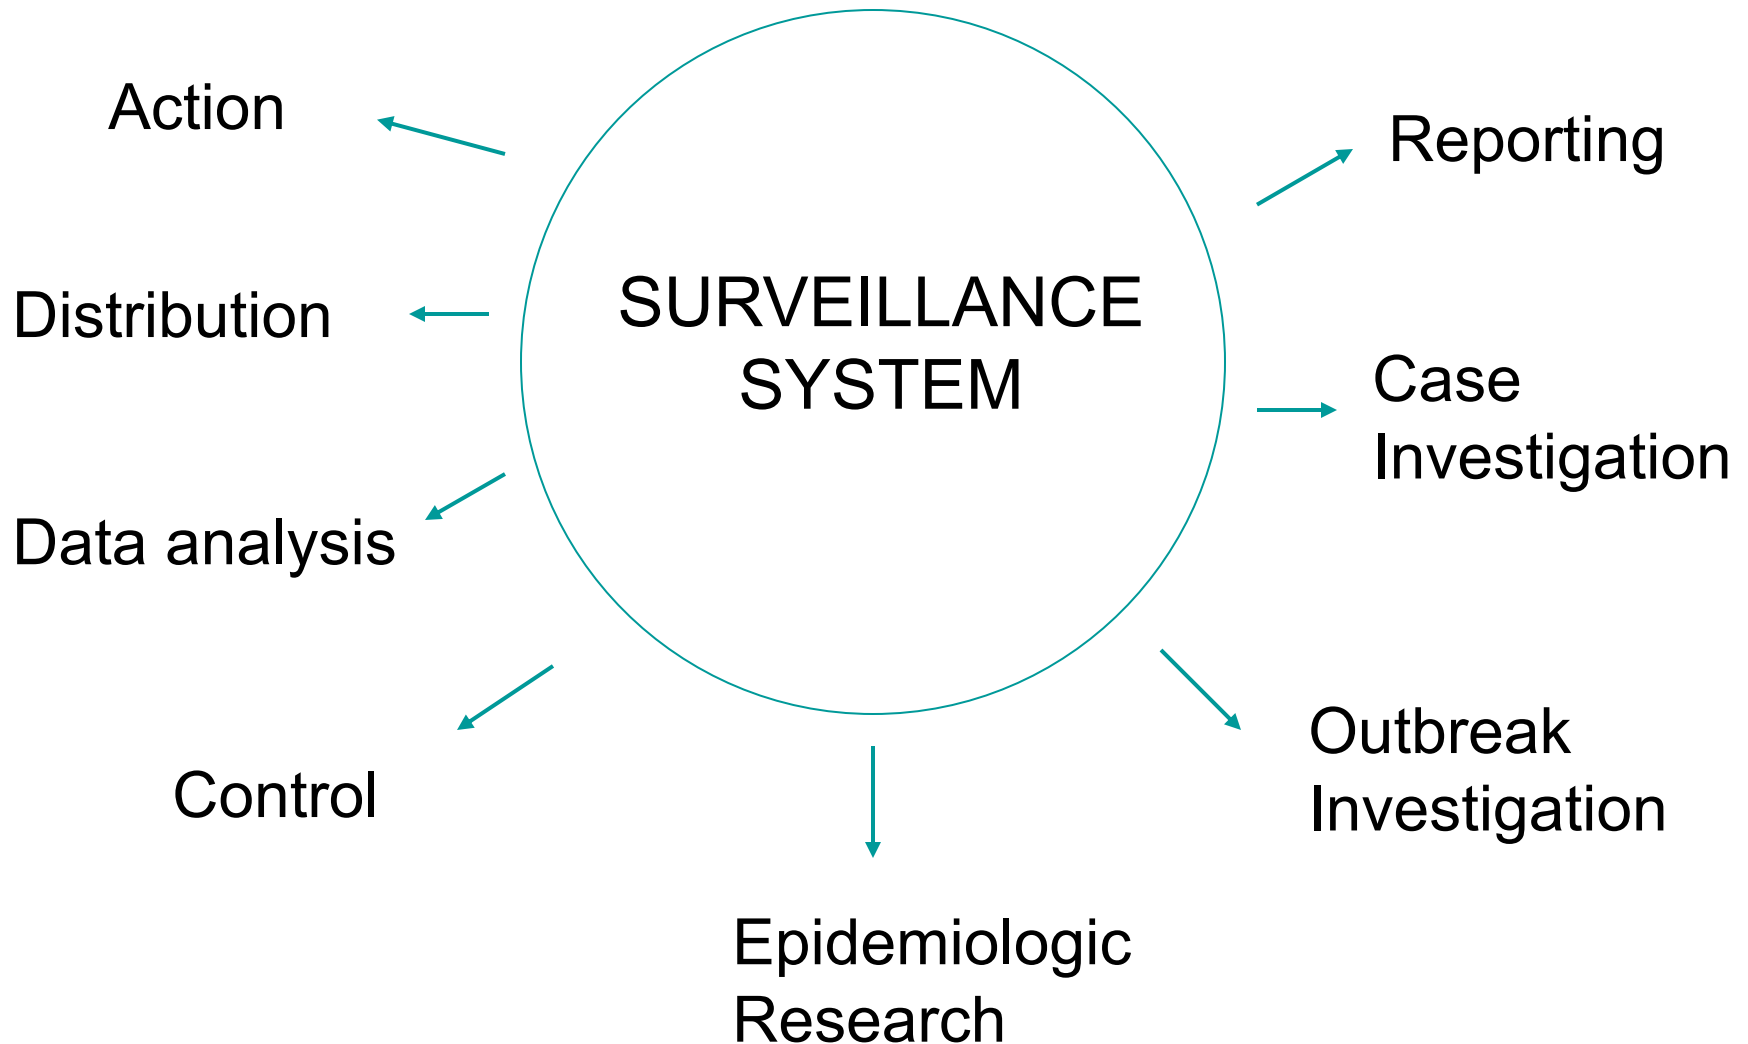 Action
Reporting
SURVEILLANCE
SYSTEM
Distribution
Case
Investigation
Data analysis
Outbreak
Investigation
Control
Epidemiologic
Research